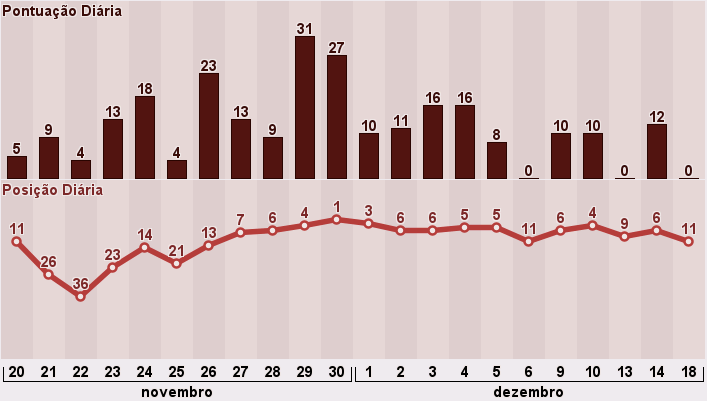 Pontuação Diária
5 9 4 13 18 4 23 13 9 31 27 10 11 16 16 8 0 10 10 0 12 0
Posição Diária
11 26 36 23 14 21 13 7 6 4 1 3 6 6 5 5 11 6 4 9 6 11
20 21 22 23 24 25 26 27 28 29 30 1 2 3 4 5 6 9 10 13 14 18
novembro dezembro